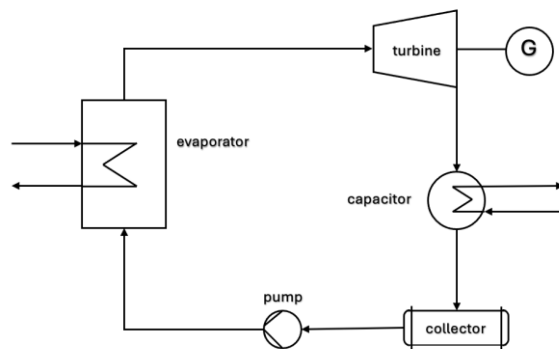 turbine
G
evaporator
capacitor
pump
collector